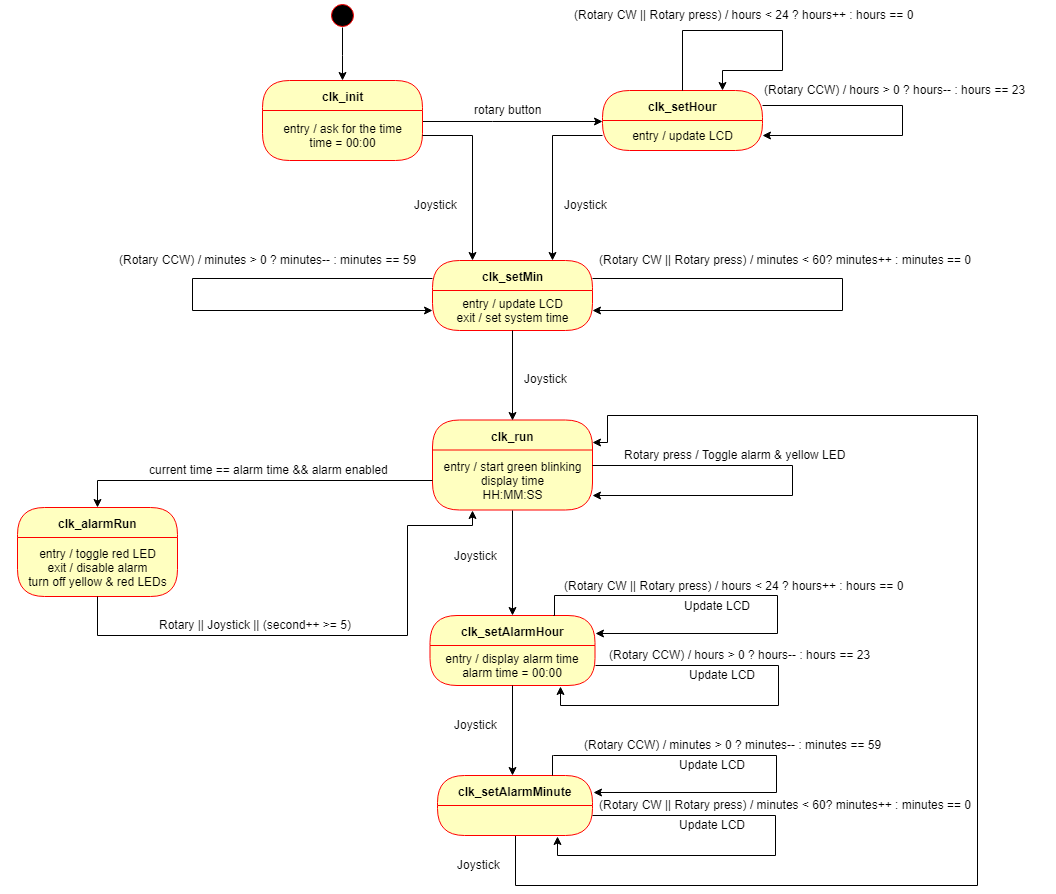 (Rotary CW || Rotary press) / hours < 24 ? hours++ : hours == 0
clk_init
entry / ask for the time
time = 00:00
rotary button
clk_setHour
entry / update LCD
(Rotary CCW) / hours > 0 ? hours-- : hours == 23
Joystick
Joystick
(Rotary CCW) / minutes > 0 ? minutes-- : minutes == 59
clk_setMin
entry / update LCD
exit / set system time
(Rotary CW || Rotary press) / minutes < 60? minutes++ : minutes == 0
Joystick
clk_run
entry / start green blinking
display time
HH:MM:SS
Rotary press / Toggle alarm & yellow LED
current time == alarm time && alarm enabled
clk_alarmRun
entry / toggle red LED
exit / disable alarm
turn off yellow & red LEDs
Rotary || Joystick || (second++ >= 5)
Joystick
(Rotary CW || Rotary press) / hours < 24 ? hours++ : hours == 0
Update LCD
clk_setAlarmHour
entry / display alarm time
alarm time = 00:00
(Rotary CCW) / hours > 0 ? hours-- : hours == 23
Update LCD
Joystick
(Rotary CCW) / minutes > 0 ? minutes-- : minutes == 59
Update LCD
clk_setAlarmMinute
(Rotary CW || Rotary press) / minutes < 60? minutes++ : minutes == 0
Update LCD
Joystick